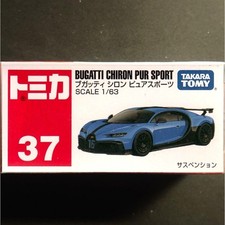 トミカ
BUGATTI CHIRON PUR SPORT
ブガッティ シロン ピュアスポーツ
SCALE 1/63
TAKARA
TOMY
37
サスペンション